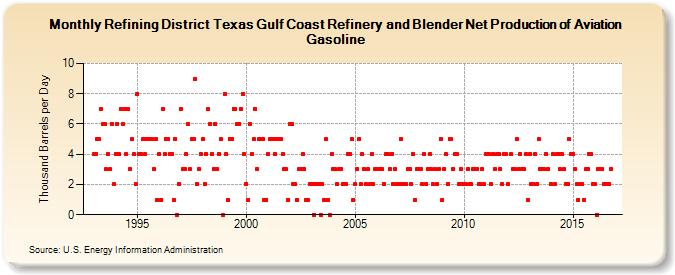 Monthly Refining District Texas Gulf Coast Refinery and Blender Net Production of Aviation
Gasoline
Thousand Barrels per Day
10
8
6
4
2
0
1995
2000
2005
2010
2015
Source: U.S. Energy Information Administration